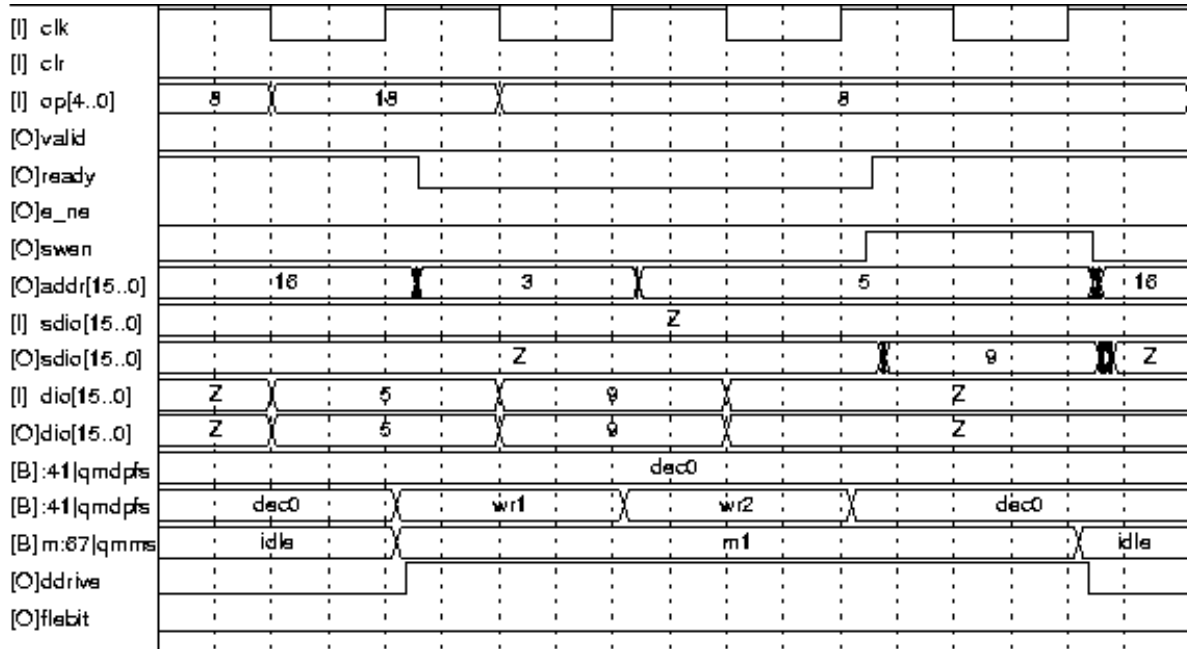 [I] clk
[I] clr
[I] op[4..0] 8 18 8
[O]valid
[O]ready
[O]e_ne
[O]swen
[O]addr[15..0] 16 3 5 16
[I] sdio[15..0] Z
[O]sdio[15..0] Z 9 Z
[I] dio[15..0] Z 5 9 Z
[O]dio[15..0] Z 5 9 Z
[B]:41|qmdpfs dec0
[B]:41|qmdpfs dec0 wr1 wr2 dec0
[B]m:67|qmms idle m1 idle
[O]ddrive
[O]flebit